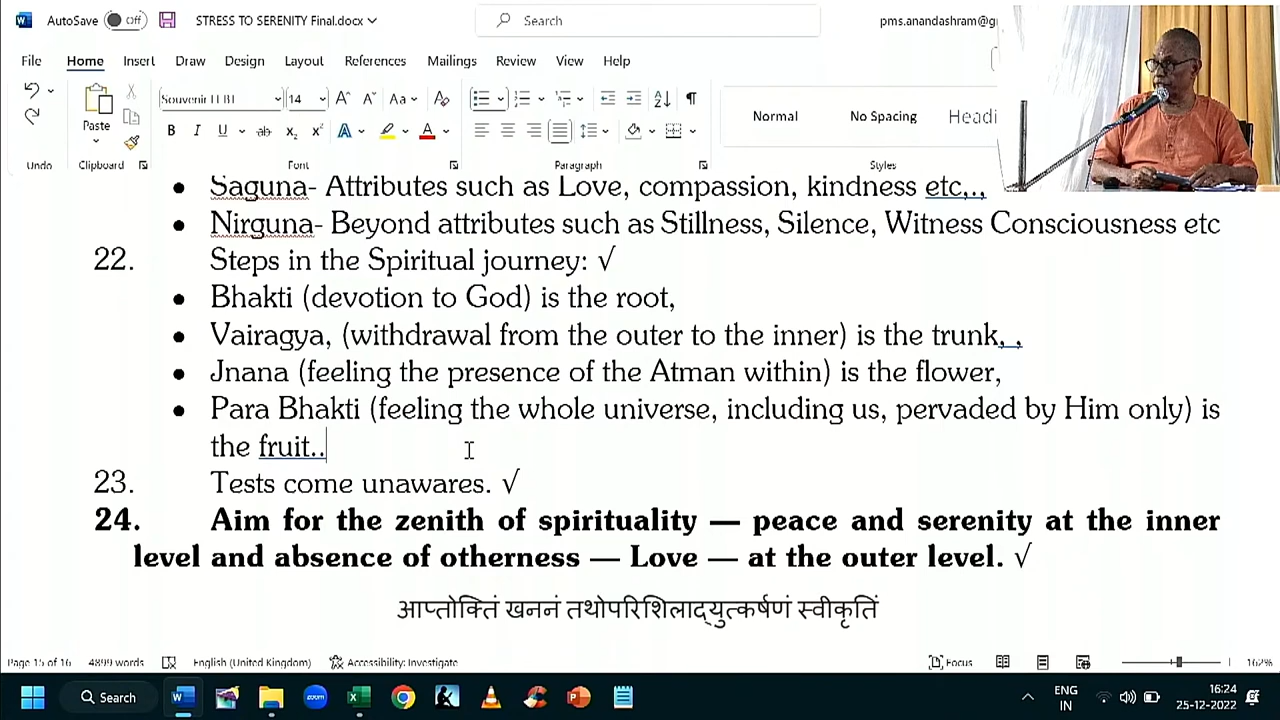 AutoSave Off STRESS TO SERENITY Final.docx Search pms.anandashram@g
File Home Insert Draw Design Layout References Mailings Review View Help
14 Aa
Paste B I U ab x₂ x² A A Normal No Spacing Headi
Undo Clipboard Font Paragraph Styles
• Saguna- Attributes such as Love, compassion, kindness etc,.,
• Nirguna- Beyond attributes such as Stillness, Silence, Witness Consciousness etc
22. Steps in the Spiritual journey: √
• Bhakti (devotion to God) is the root,
• Vairagya, (withdrawal from the outer to the inner) is the trunk, ,
• Jnana (feeling the presence of the Atman within) is the flower,
• Para Bhakti (feeling the whole universe, including us, pervaded by Him only) is
the fruit..
23. Tests come unawares. √
24. Aim for the zenith of spirituality — peace and serenity at the inner
level and absence of otherness — Love — at the outer level. √
आप्तोक्तिं खननं तथोपरिशिलाद्युत्कर्षणं स्वीकृतिं
Page 15 of 16 4899 words English (United Kingdom) Accessibility: Investigate Focus 162%
Search zoom ENG 16:24
IN 25-12-2022